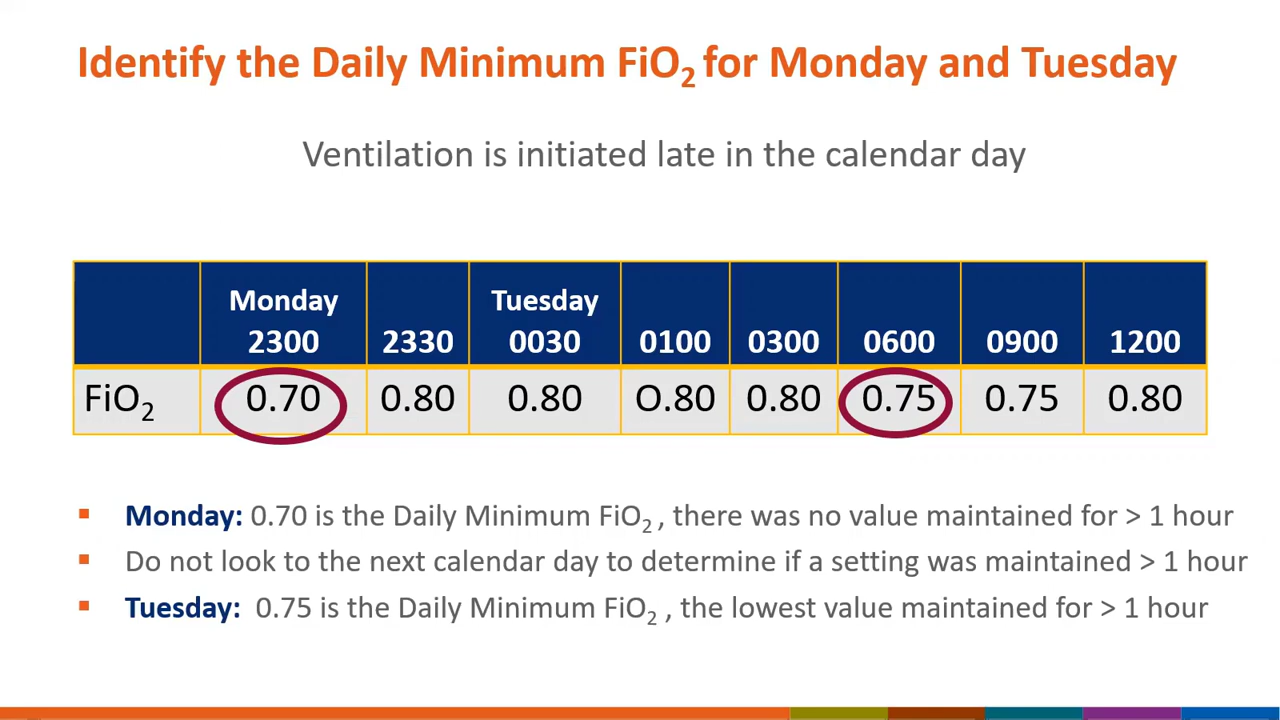 Identify the Daily Minimum FiO₂ for Monday and Tuesday
Ventilation is initiated late in the calendar day
Monday 2300 2330 Tuesday 0030 0100 0300 0600 0900 1200
FiO₂ 0.70 0.80 0.80 O.80 0.80 0.75 0.75 0.80
▪ Monday: 0.70 is the Daily Minimum FiO₂ , there was no value maintained for > 1 hour
▪ Do not look to the next calendar day to determine if a setting was maintained > 1 hour
▪ Tuesday: 0.75 is the Daily Minimum FiO₂ , the lowest value maintained for > 1 hour